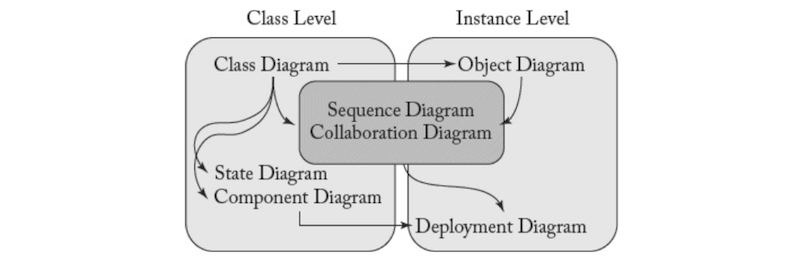 Class Level
Instance Level
Class Diagram
Object Diagram
Sequence Diagram
Collaboration Diagram
State Diagram
Component Diagram
Deployment Diagram